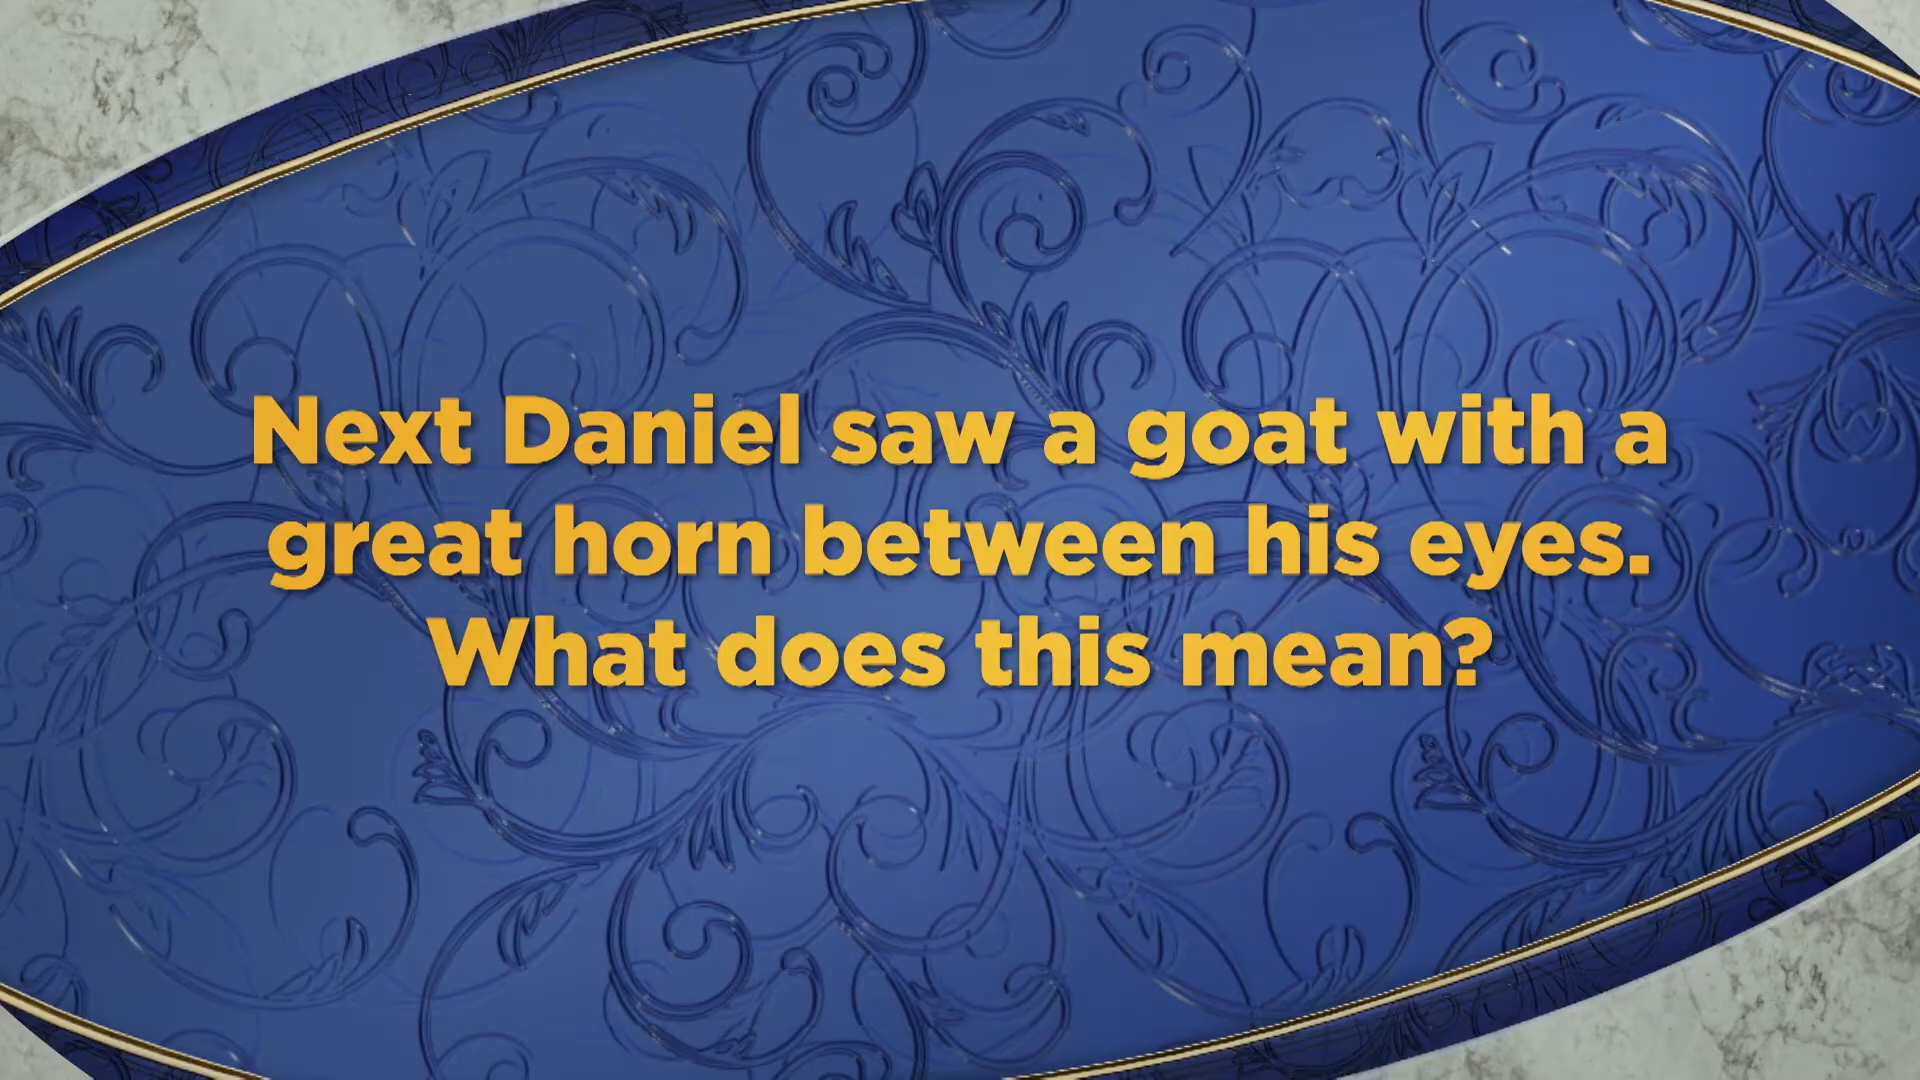 Next Daniel saw a goat with a
great horn between his eyes.
What does this mean?